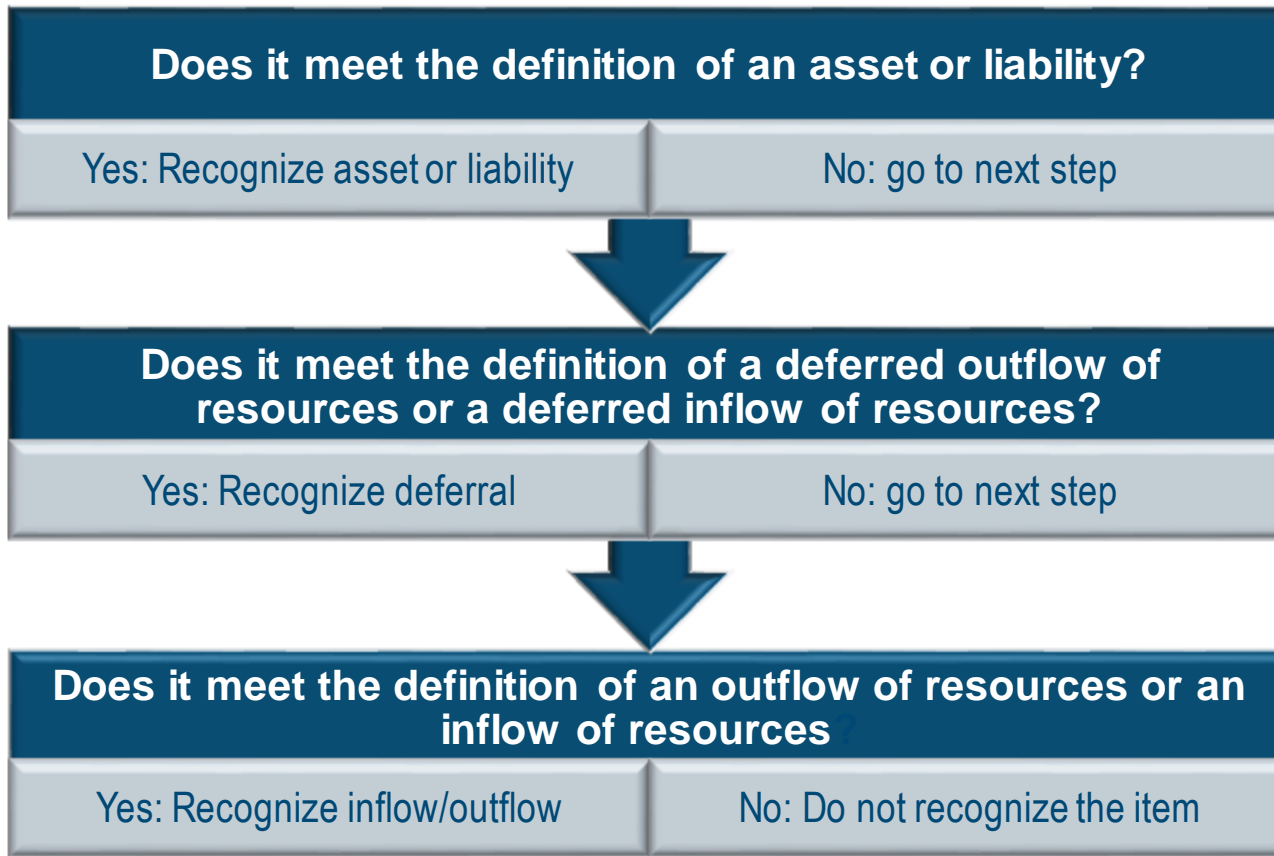 Does it meet the definition of an asset or liability?
Yes: Recognize asset or liability
No: go to next step
Does it meet the definition of a deferred outflow of
resources or a deferred inflow of resources?
Yes: Recognize deferral
No: go to next step
Does it meet the definition of an outflow of resources or an
inflow of resources?
Yes: Recognize inflow/outflow
No: Do not recognize the item